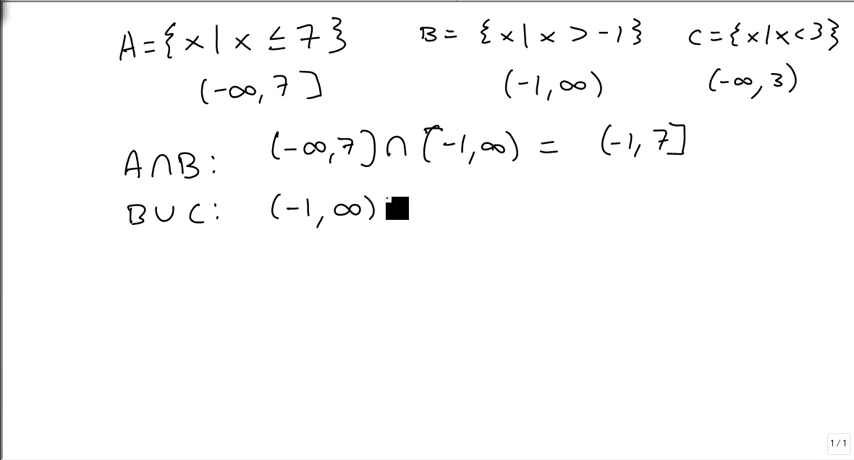 A = {x | x ≤ 7} B = {x | x > -1} C = {x | x < 3}
(-∞, 7] (-1, ∞) (-∞, 3)
A ∩ B: (-∞, 7] ∩ [-1, ∞) = (-1, 7]
B ∪ C: (-1, ∞)
1 / 1